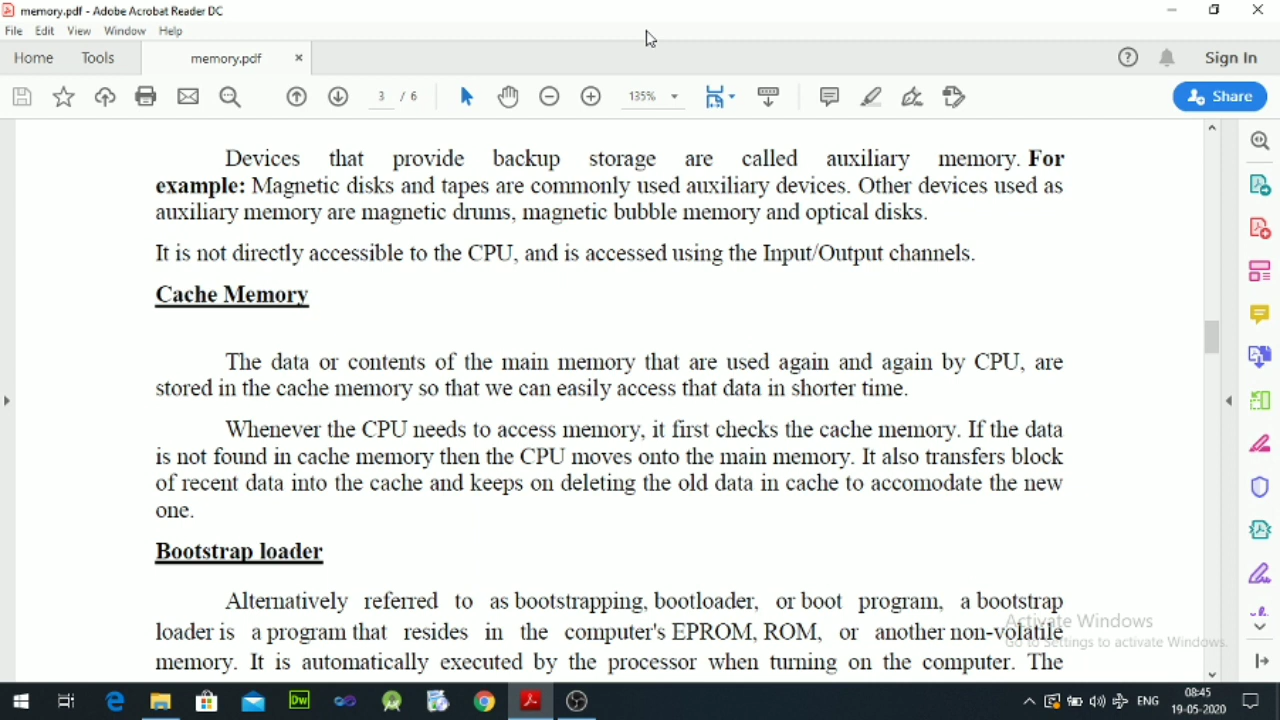 memory.pdf - Adobe Acrobat Reader DC
File Edit View Window Help
Home Tools memory.pdf × Sign In
3 / 6 135% Share
Devices that provide backup storage are called auxiliary memory. For
example: Magnetic disks and tapes are commonly used auxiliary devices. Other devices used as
auxiliary memory are magnetic drums, magnetic bubble memory and optical disks.
It is not directly accessible to the CPU, and is accessed using the Input/Output channels.
Cache Memory
The data or contents of the main memory that are used again and again by CPU, are
stored in the cache memory so that we can easily access that data in shorter time.
Whenever the CPU needs to access memory, it first checks the cache memory. If the data
is not found in cache memory then the CPU moves onto the main memory. It also transfers block
of recent data into the cache and keeps on deleting the old data in cache to accomodate the new
one.
Bootstrap loader
Alternatively referred to as bootstrapping, bootloader, or boot program, a bootstrap
loader is a program that resides in the computer's EPROM, ROM, or another non-volatile
memory. It is automatically executed by the processor when turning on the computer. The
Activate Windows
Go to Settings to activate Windows.
Dw
ENG
08:45
19-05-2020